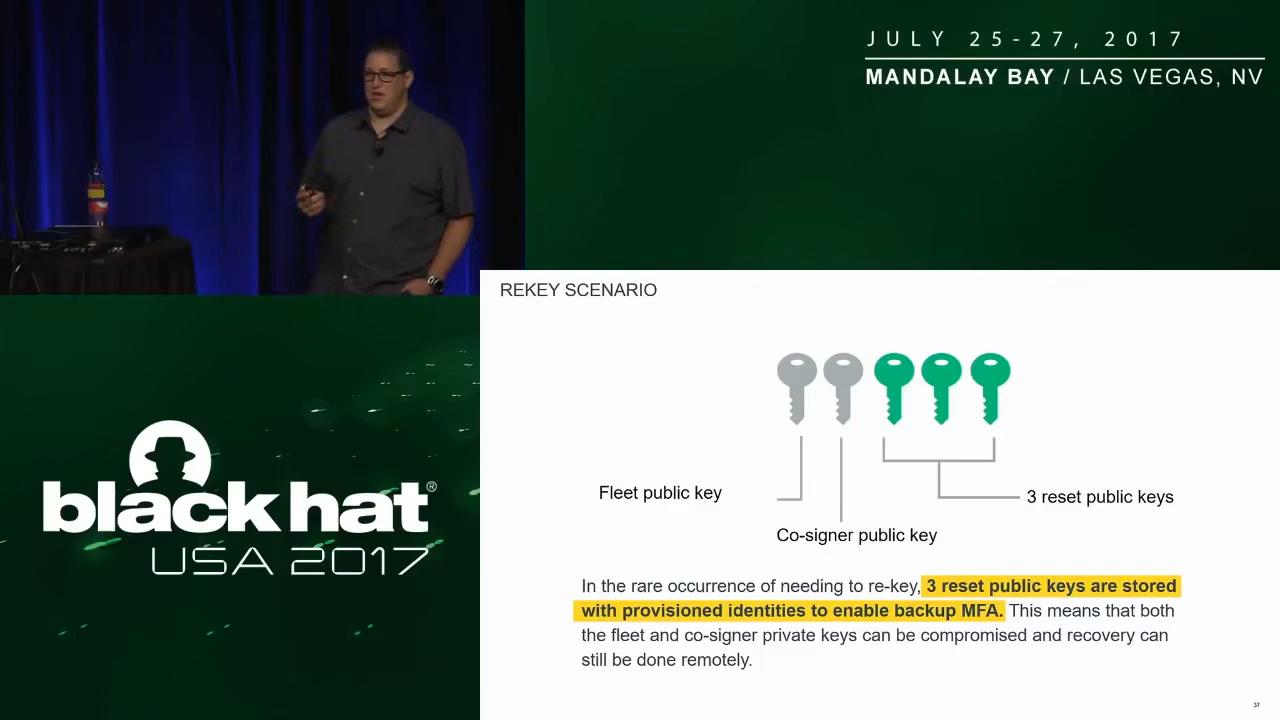 JULY 25-27, 2017
MANDALAY BAY / LAS VEGAS, NV
REKEY SCENARIO
Fleet public key
3 reset public keys
Co-signer public key
In the rare occurrence of needing to re-key, 3 reset public keys are stored
with provisioned identities to enable backup MFA. This means that both
the fleet and co-signer private keys can be compromised and recovery can
still be done remotely.
37
black hat®
USA 2017